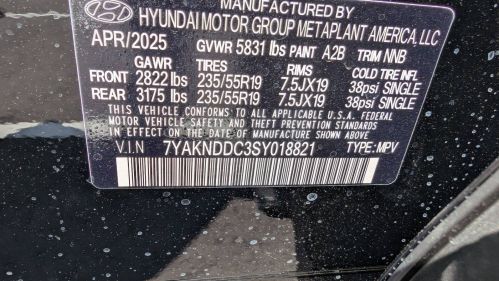 MANUFACTURED BY
HYUNDAI MOTOR GROUP METAPLANT AMERICA, LLC
APR/2025 GVWR 5831 lbs PAINT A2B TRIM NNB
GAWR TIRES RIMS COLD TIRE INFL
FRONT 2822 lbs 235/55R19 7.5JX19 38psi SINGLE
REAR 3175 lbs 235/55R19 7.5JX19 38psi SINGLE
THIS VEHICLE CONFORMS TO ALL APPLICABLE U.S.A. FEDERAL
MOTOR VEHICLE SAFETY AND THEFT PREVENTION STANDARDS
IN EFFECT ON THE DATE OF MANUFACTURE SHOWN ABOVE.
V.I.N 7YAKNDDC3SY018821 TYPE: MPV